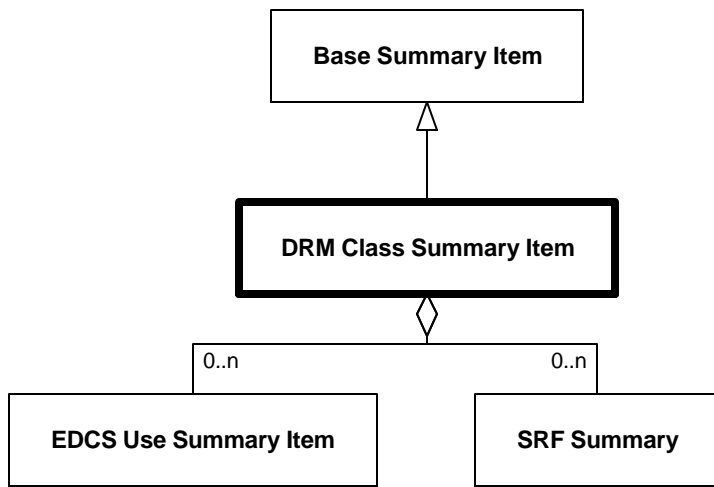 Base Summary Item
DRM Class Summary Item
0..n
0..n
EDCS Use Summary Item
SRF Summary